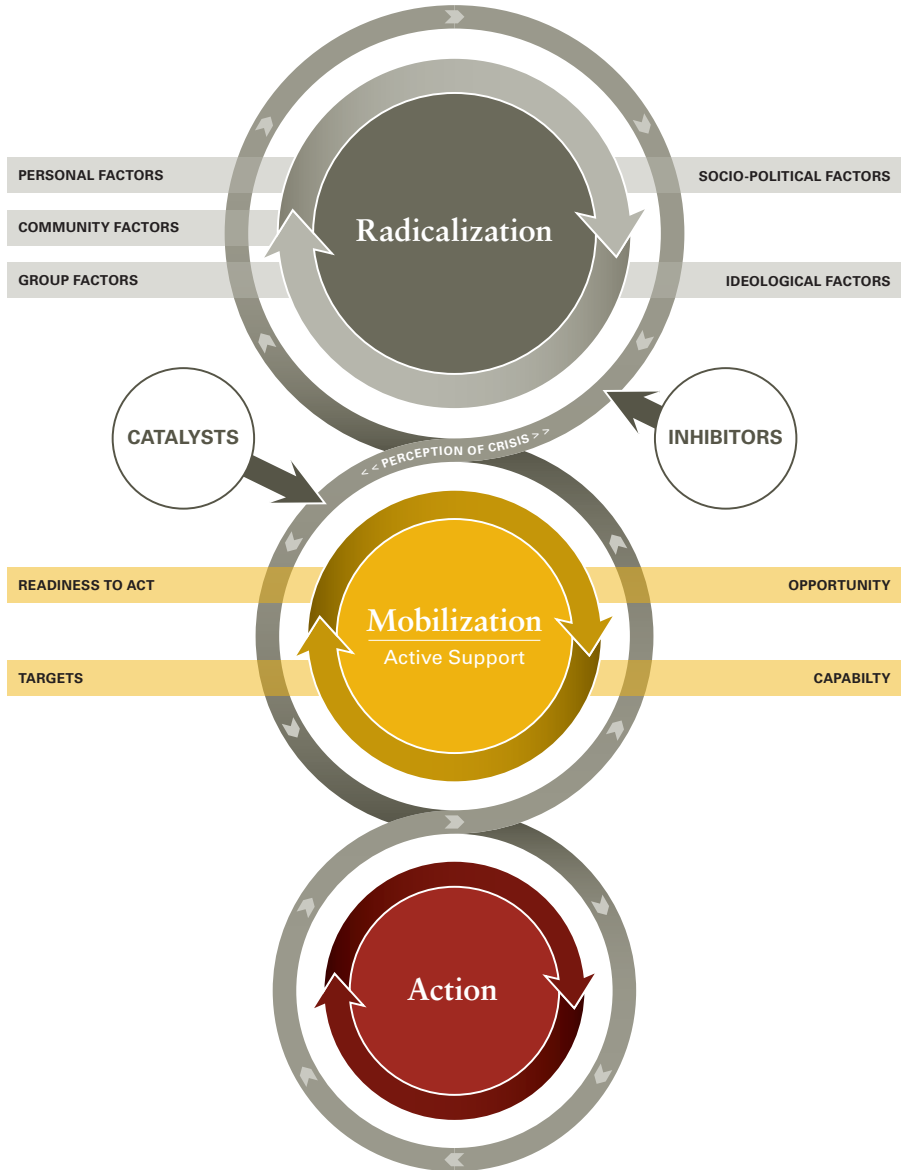 PERSONAL FACTORS
SOCIO-POLITICAL FACTORS
COMMUNITY FACTORS
Radicalization
GROUP FACTORS
IDEOLOGICAL FACTORS
CATALYSTS
INHIBITORS
< < PERCEPTION OF CRISIS > >
READINESS TO ACT
OPPORTUNITY
Mobilization
Active Support
TARGETS
CAPABILTY
Action